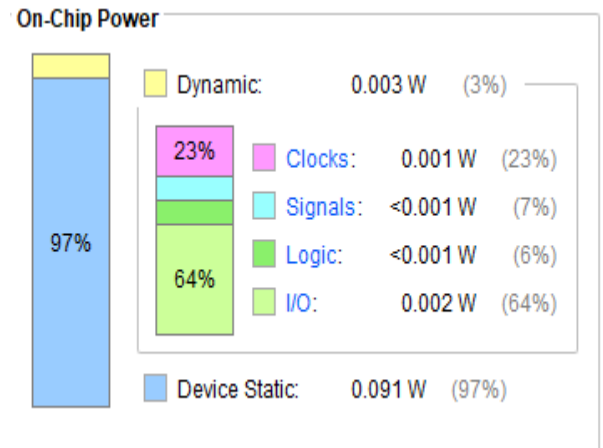 On-Chip Power
Dynamic: 0.003 W (3%)
23%
Clocks: 0.001 W (23%)
Signals: <0.001 W (7%)
97%
Logic: <0.001 W (6%)
64%
I/O: 0.002 W (64%)
Device Static: 0.091 W (97%)